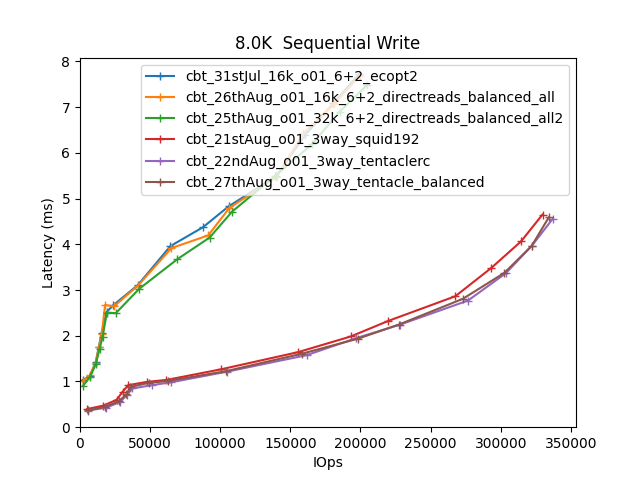 8.0K  Sequential Write
8
7
6
5
4
3
2
1
0
Latency (ms)
cbt_31stJul_16k_o01_6+2_ecopt2
cbt_26thAug_o01_16k_6+2_directreads_balanced_all
cbt_25thAug_o01_32k_6+2_directreads_balanced_all2
cbt_21stAug_o01_3way_squid192
cbt_22ndAug_o01_3way_tentaclerc
cbt_27thAug_o01_3way_tentacle_balanced
0 50000 100000 150000 200000 250000 300000 350000
IOps